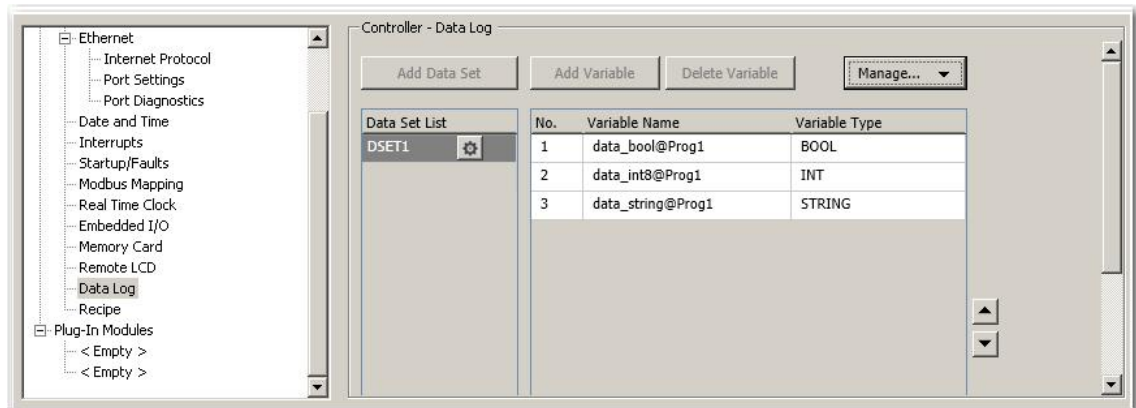 Ethernet
Internet Protocol
Port Settings
Port Diagnostics
Date and Time
Interrupts
Startup/Faults
Modbus Mapping
Real Time Clock
Embedded I/O
Memory Card
Remote LCD
Data Log
Recipe
Plug-In Modules
< Empty >
< Empty >
Controller - Data Log
Add Data Set Add Variable Delete Variable Manage...
Data Set List
DSET1
No. Variable Name Variable Type
1 data_bool@Prog1 BOOL
2 data_int8@Prog1 INT
3 data_string@Prog1 STRING